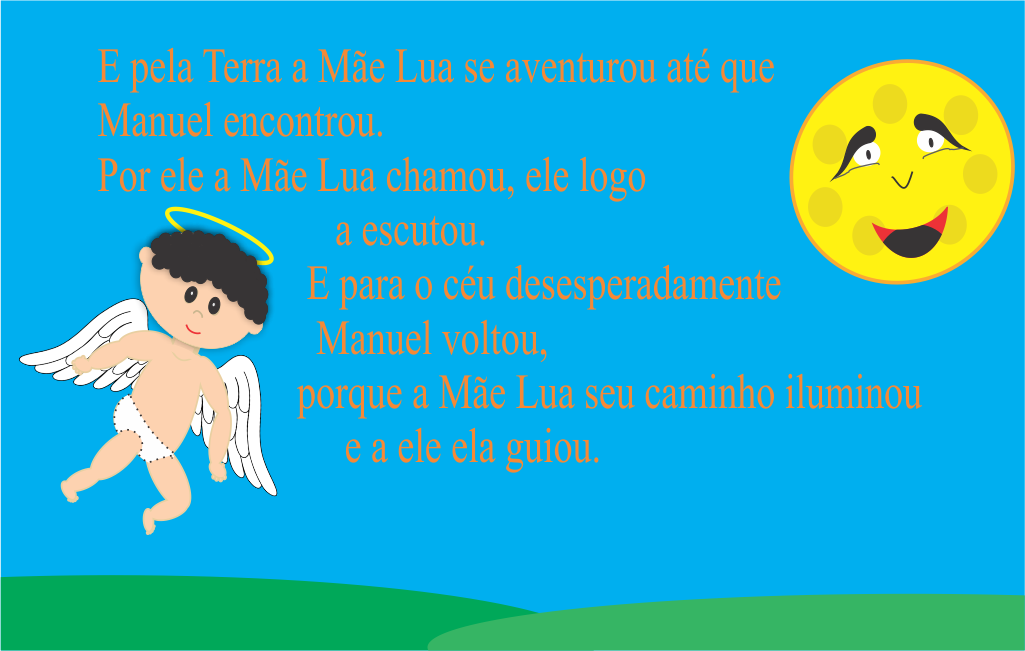 E pela Terra a Mãe Lua se aventurou até que
Manuel encontrou.
Por ele a Mãe Lua chamou, ele logo
a escutou.
E para o céu desesperadamente
Manuel voltou,
porque a Mãe Lua seu caminho iluminou
e a ele ela guiou.